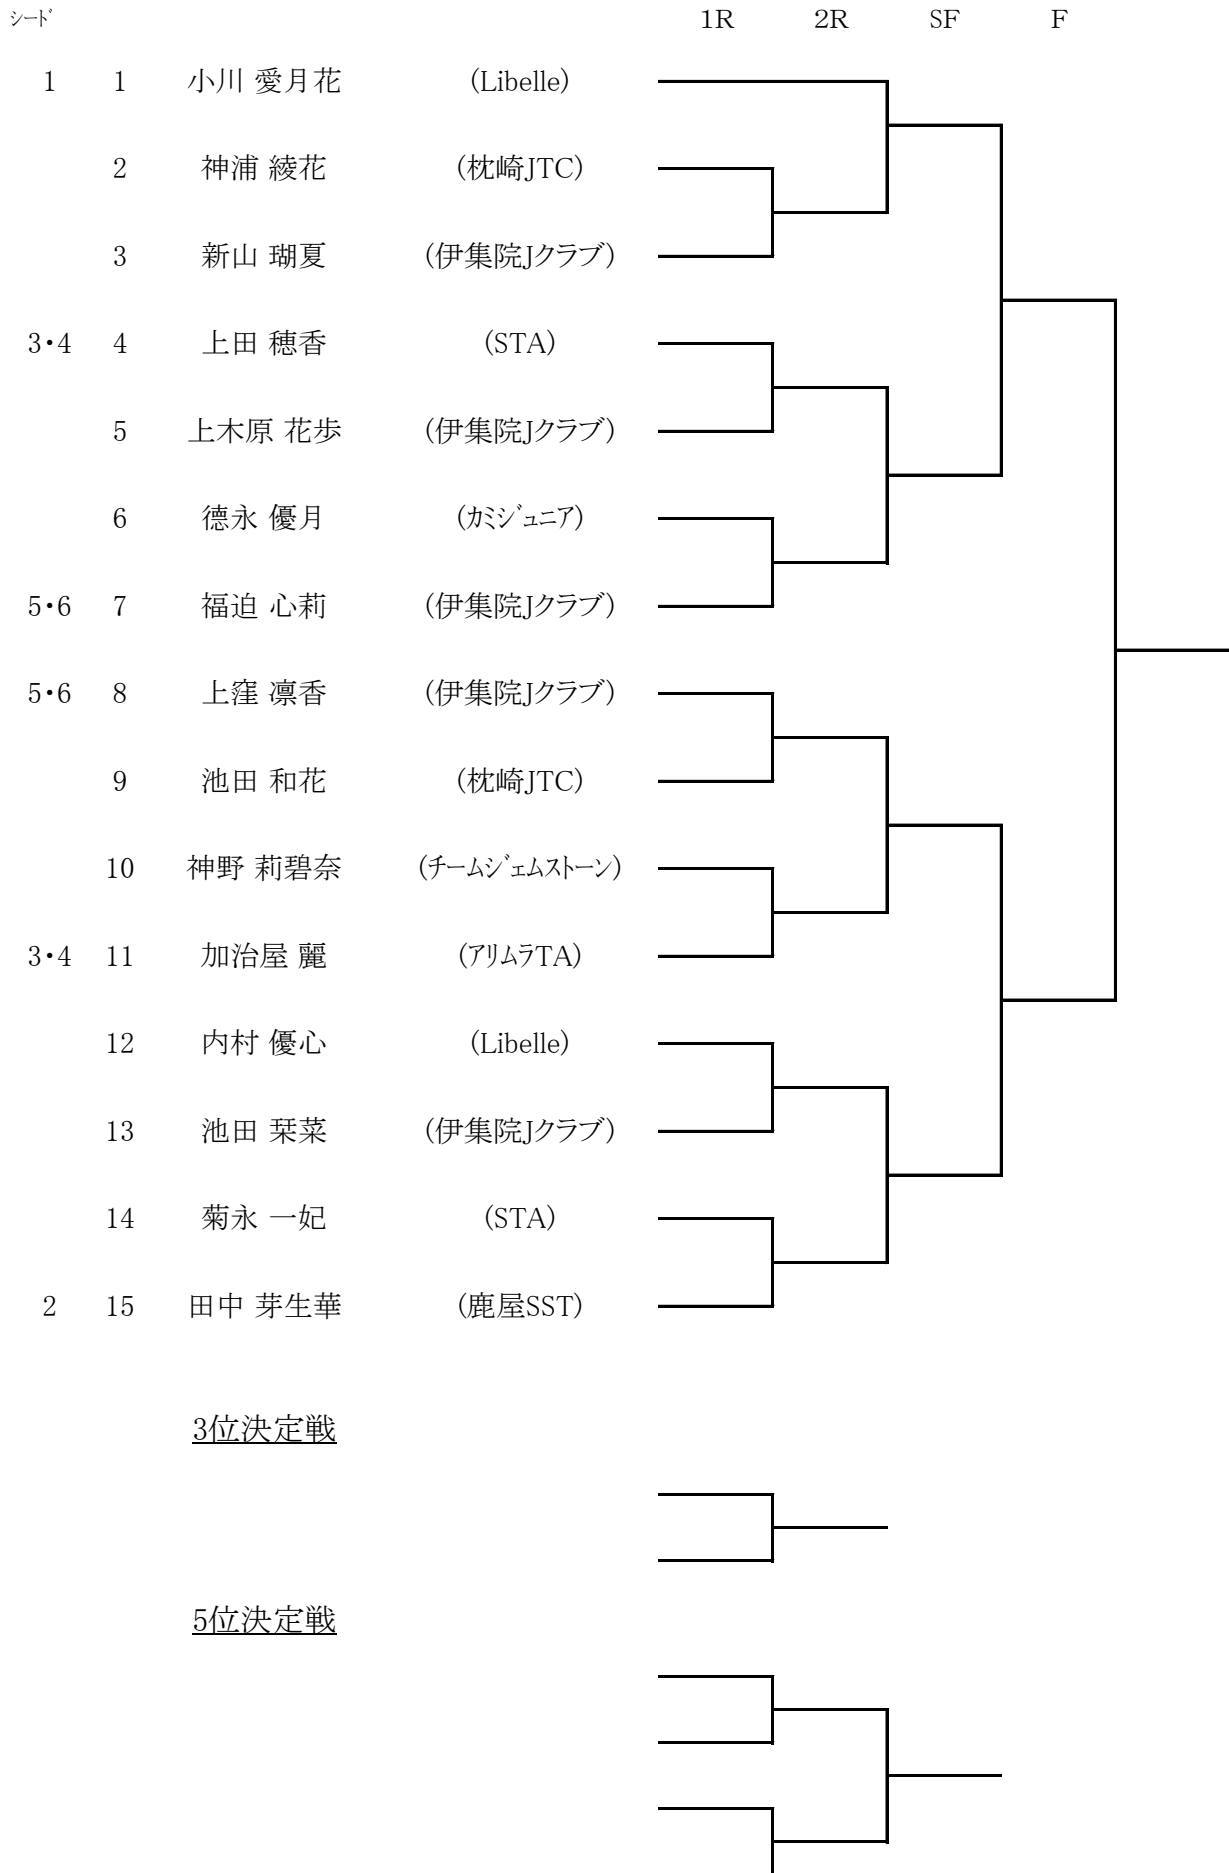 シード 1R 2R SF F
1 1 小川 愛月花 (Libelle)
2 神浦 綾花 (枕崎JTC)
3 新山 瑚夏 (伊集院Jクラブ)
3・4 4 上田 穂香 (STA)
5 上木原 花歩 (伊集院Jクラブ)
6 德永 優月 (カミジュニア)
5・6 7 福迫 心莉 (伊集院Jクラブ)
5・6 8 上窪 凛香 (伊集院Jクラブ)
9 池田 和花 (枕崎JTC)
10 神野 莉碧奈 (チームジェムストーン)
3・4 11 加治屋 麗 (アリムラTA)
12 内村 優心 (Libelle)
13 池田 栞菜 (伊集院Jクラブ)
14 菊永 一妃 (STA)
2 15 田中 芽生華 (鹿屋SST)
3位決定戦
5位決定戦